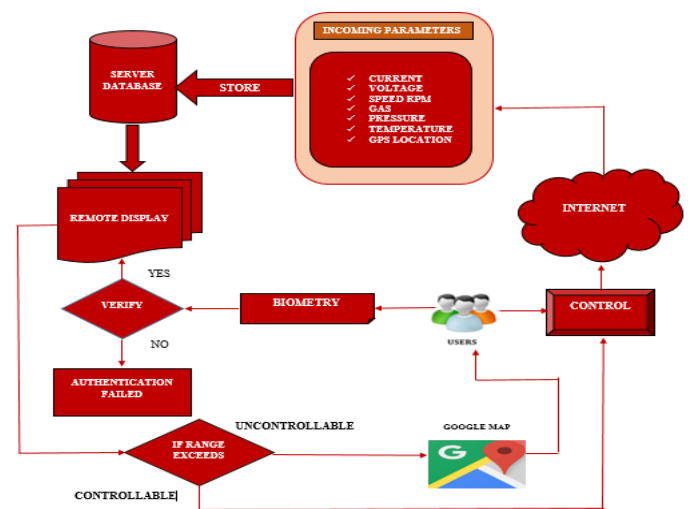 INCOMING PARAMETERS
SERVER
DATABASE
STORE
✓ CURRENT
✓ VOLTAGE
✓ SPEED RPM
✓ GAS
✓ PRESSURE
✓ TEMPERATURE
✓ GPS LOCATION
REMOTE DISPLAY
INTERNET
YES
VERIFY
BIOMETRY
CONTROL
USERS
NO
AUTHENTICATION
FAILED
IF RANGE
EXCEEDS
UNCONTROLLABLE
GOOGLE MAP
G
CONTROLLABLE